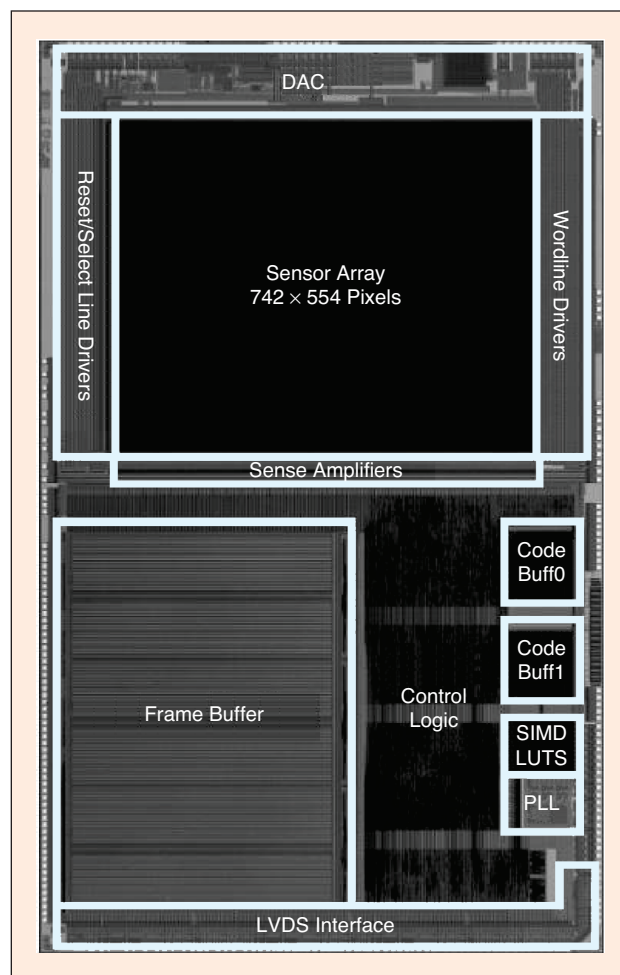 DAC
Reset/Select Line Drivers
Sensor Array
742 × 554 Pixels
Wordline Drivers
Sense Amplifiers
Code
Buff0
Code
Buff1
Frame Buffer
Control
Logic
SIMD
LUTS
PLL
LVDS Interface